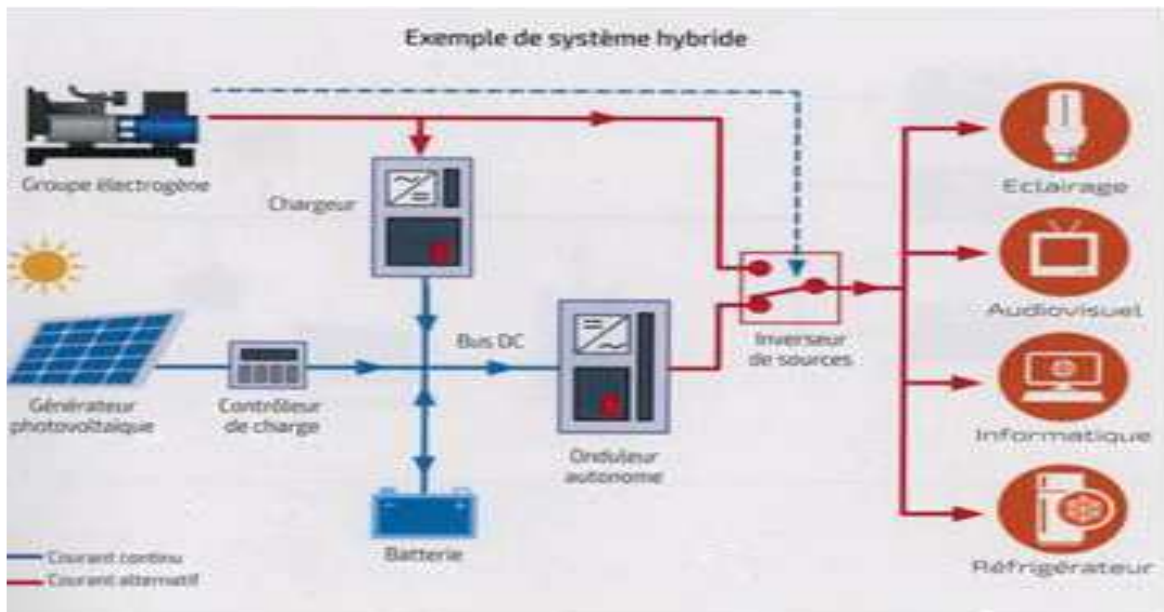 Exemple de système hybride
Groupe électrogène
Chargeur
Eclairage
Audiovisuel
Bus DC
Inverseur
de sources
Générateur
photovoltaïque
Contrôleur
de charge
Onduleur
autonome
Informatique
Batterie
Réfrigérateur
Courant continu
Courant alternatif